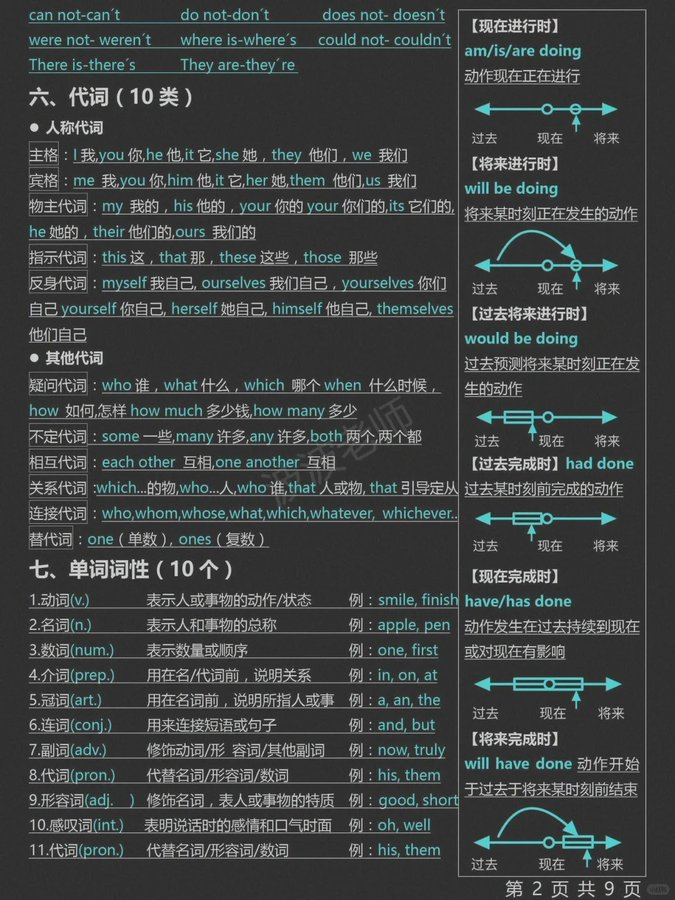 can not-can´t do not-don´t does not- doesn´t
were not- weren´t where is-where´s could not- couldn´t
There is-there´s They are-they´re
六、代词（10 类）
● 人称代词
主格：I 我,you 你,he 他,it 它,she 她，they 他们，we 我们
宾格：me 我,you 你,him 他,it 它,her 她,them 他们,us 我们
物主代词：my 我的，his 他的，your 你的 your 你们的,its 它们的,
he 她的，their 他们的,ours 我们的
指示代词：this 这，that 那，these 这些，those 那些
反身代词：myself 我自己, ourselves 我们自己，yourselves 你们
自己 yourself 你自己, herself 她自己, himself 他自己, themselves
他们自己
● 其他代词
疑问代词：who 谁，what 什么，which 哪个 when 什么时候，
how 如何,怎样 how much 多少钱,how many 多少
不定代词：some 一些,many 许多,any 许多,both 两个,两个都
相互代词：each other 互相,one another 互相
关系代词:which...的物,who...人,who 谁 that 人或物, that 引导定从
连接代词：who,whom,whose,what,which,whatever, whichever..
替代词：one（单数）, ones（复数）
七、单词词性（10 个）
1.动词(v.) 表示人或事物的动作/状态 例：smile, finish
2.名词(n.) 表示人和事物的总称 例：apple, pen
3.数词(num.) 表示数量或顺序 例：one, first
4.介词(prep.) 用在名/代词前，说明关系 例：in, on, at
5.冠词(art.) 用在名词前，说明所指人或事 例：a, an, the
6.连词(conj.) 用来连接短语或句子 例：and, but
7.副词(adv.) 修饰动词/形 容词/其他副词 例：now, truly
8.代词(pron.) 代替名词/形容词/数词 例：his, them
9.形容词(adj. ) 修饰名词，表人或事物的特质 例：good, short
10.感叹词(int.) 表明说话时的感情和口气时面 例：oh, well
11.代词(pron.) 代替名词/形容词/数词 例：his, them
【现在进行时】
am/is/are doing
动作现在正在进行
过去 现在 将来
【将来进行时】
will be doing
将来某时刻正在发生的动作
过去 现在 将来
【过去将来进行时】
would be doing
过去预测将来某时刻正在发
生的动作
过去 现在 将来
【过去完成时】had done
过去某时刻前完成的动作
过去 现在 将来
【现在完成时】
have/has done
动作发生在过去持续到现在
或对现在有影响
过去 现在 将来
【将来完成时】
will have done 动作开始
于过去于将来某时刻前结束
过去 现在 将来
波波老师
第 2 页 共 9 页